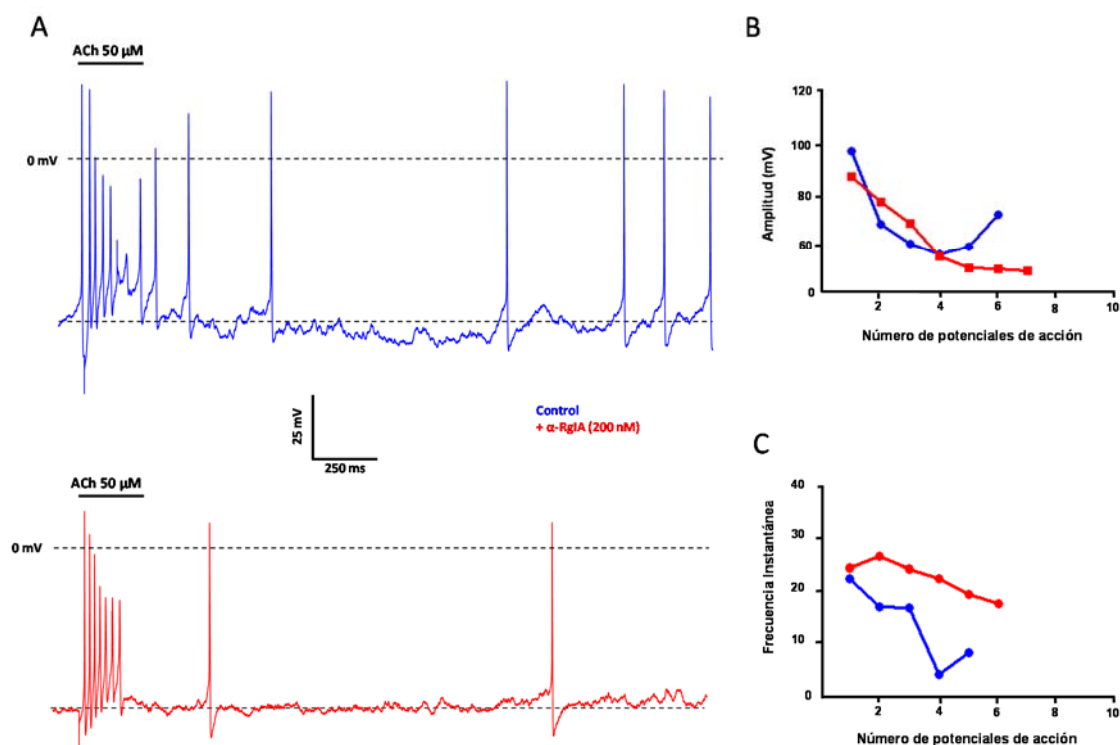 A
ACh 50 µM
0 mV
25 mV
250 ms
Control
+ α-RgIA (200 nM)
ACh 50 µM
0 mV
B
120
100
80
60
0
Amplitud (mV)
2
4
6
8
10
Número de potenciales de acción
C
40
30
20
10
0
Frecuencia Instantánea
2
4
6
8
10
Número de potenciales de acción